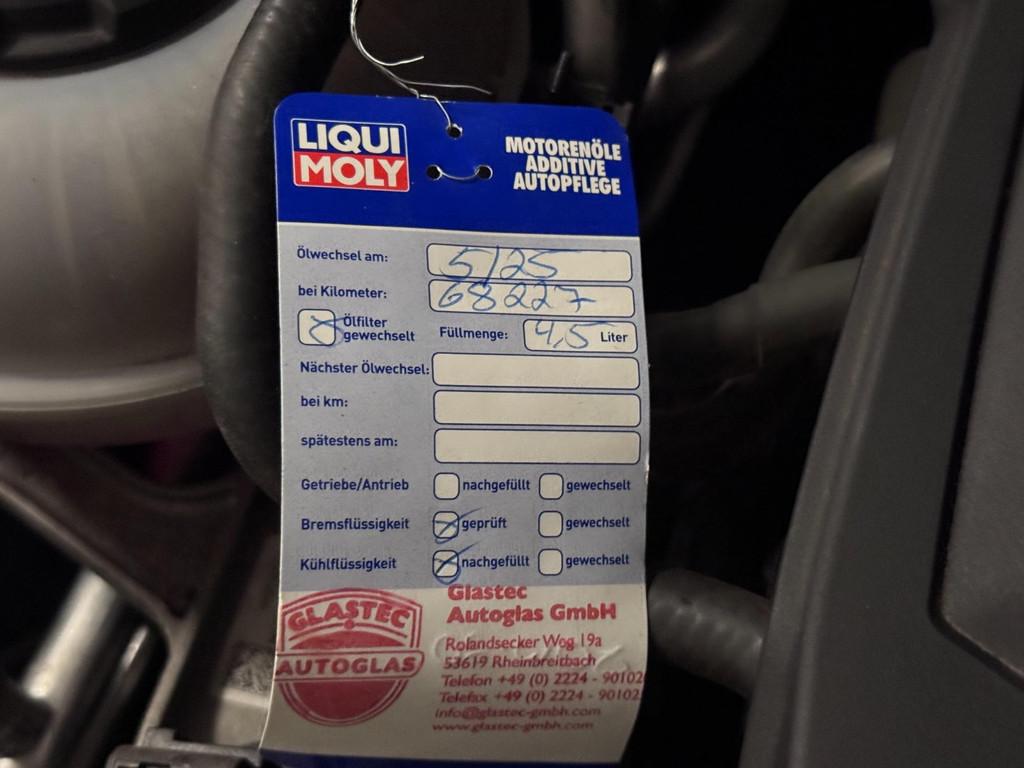 LIQUI
MOLY
MOTORENÖLE
ADDITIVE
AUTOPFLEGE
Ölwechsel am: 5/25
bei Kilometer: 68227
Ölfilter
gewechselt
Füllmenge: 4,5 Liter
Nächster Ölwechsel:
bei km:
spätestens am:
Getriebe/Antrieb nachgefüllt gewechselt
Bremsflüssigkeit geprüft gewechselt
Kühlflüssigkeit nachgefüllt gewechselt
GLASTEC
AUTOGLAS
Glastec
Autoglas GmbH
Rolandsecker Weg 19a
53619 Rheinbreitbach
Telefon +49 (0) 2224 - 90102
Telefax +49 (0) 2224 - 90102
info@glastec-gmbh.com
www.glastec-gmbh.com